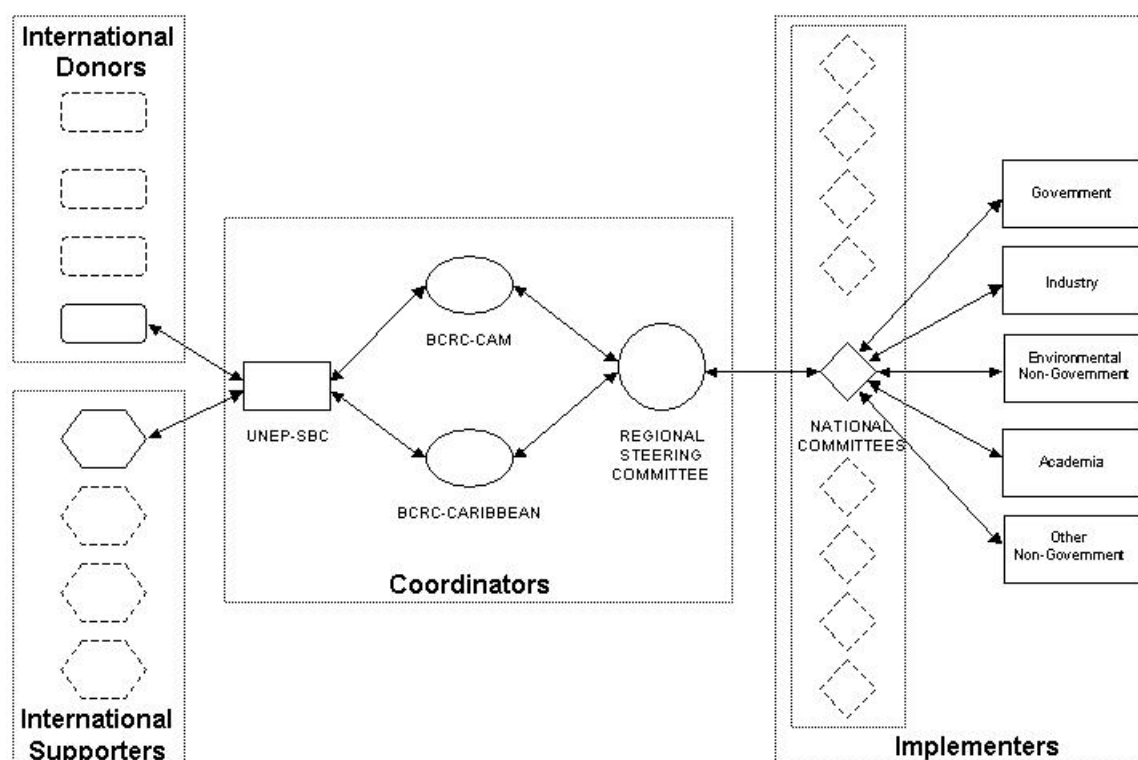 International
Donors
BCRC-CAM
UNEP-SBC
REGIONAL
STEERING
COMMITTEE
BCRC-CARIBBEAN
Coordinators
International
Supporters
NATIONAL
COMMITTEES
Government
Industry
Environmental
Non-Government
Academia
Other
Non-Government
Implementers